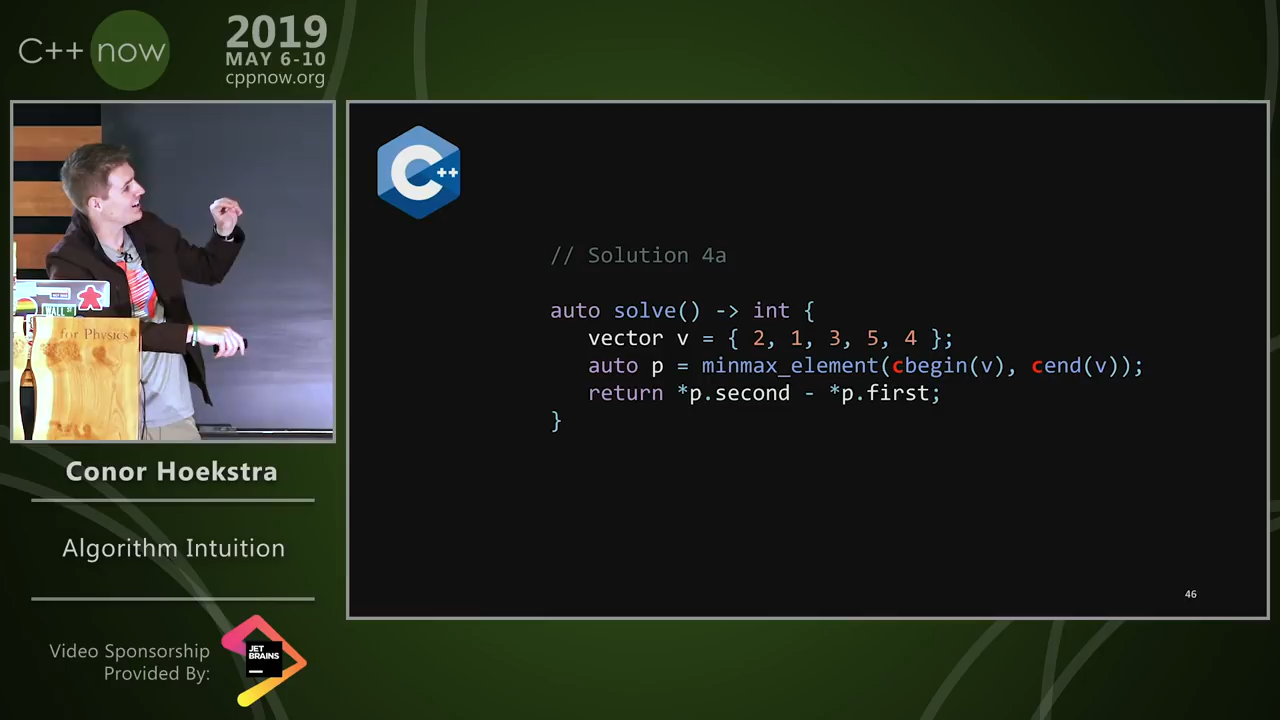 C++ now
2019
MAY 6-10
cppnow.org
for Physics
C++
// Solution 4a
auto solve() -> int {
vector v = { 2, 1, 3, 5, 4 };
auto p = minmax_element(cbegin(v), cend(v));
return *p.second - *p.first;
}
46
Conor Hoekstra
Algorithm Intuition
Video Sponsorship
Provided By:
JET
BRAINS